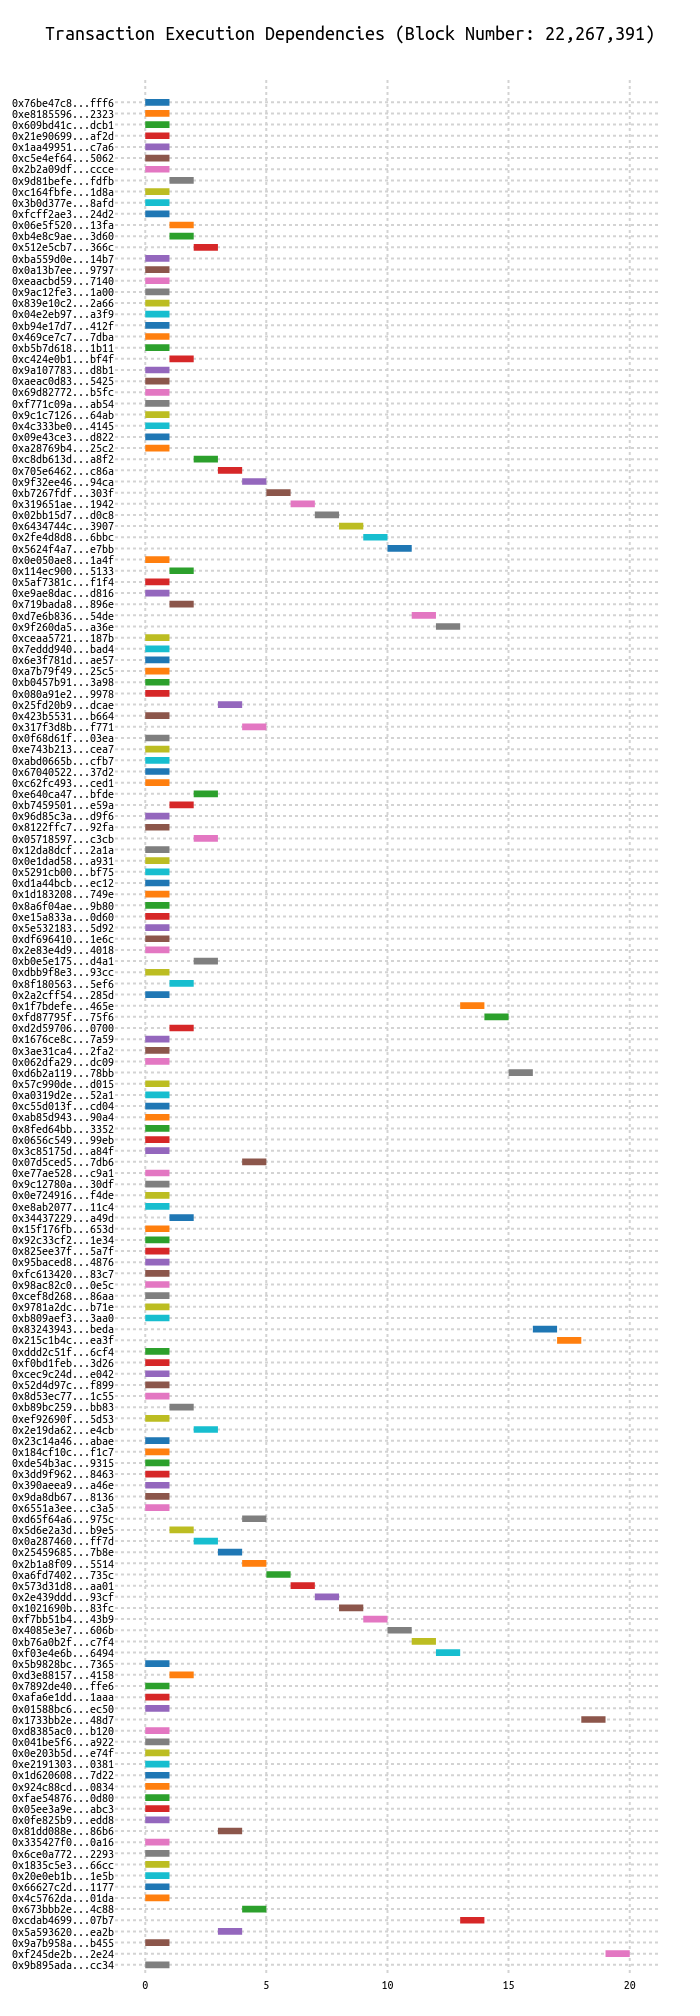 Transaction Execution Dependencies (Block Number: 22,267,391)
0x76be47c8...fff6
0xe8185596...2323
0x609bd41c...dcb1
0x21e90699...af2d
0x1aa49951...c7a6
0xc5e4ef64...5062
0x2b2a09df...ccce
0x9d81befe...fdfb
0xc164fbfe...1d8a
0x3b0d377e...8afd
0xfcff2ae3...24d2
0x06e5f520...13fa
0xb4e8c9ae...3d60
0x512e5cb7...366c
0xba559d0e...14b7
0x0a13b7ee...9797
0xeaacbd59...7140
0x9ac12fe3...1a00
0x839e10c2...2a66
0x04e2eb97...a3f9
0xb94e17d7...412f
0x469ce7c7...7dba
0xb5b7d618...1b11
0xc424e0b1...bf4f
0x9a107783...d8b1
0xaeac0d83...5425
0x69d82772...b5fc
0xf771c09a...ab54
0x9c1c7126...64ab
0x4c333be0...4145
0x09e43ce3...d822
0xa28769b4...25c2
0xc8db613d...a8f2
0x705e6462...c86a
0x9f32ee46...94ca
0xb7267fdf...303f
0x319651ae...1942
0x02bb15d7...d0c8
0x6434744c...3907
0x2fe4d8d8...6bbc
0x5624f4a7...e7bb
0x0e050ae8...1a4f
0x114ec900...5133
0x5af7381c...f1f4
0xe9ae8dac...d816
0x719bada8...896e
0xd7e6b836...54de
0x9f260da5...a36e
0xceaa5721...187b
0x7eddd940...bad4
0x6e3f781d...ae57
0xa7b79f49...25c5
0xb0457b91...3a98
0x080a91e2...9978
0x25fd20b9...dcae
0x423b5531...b664
0x317f3d8b...f771
0x0f68d61f...03ea
0xe743b213...cea7
0xabd0665b...cfb7
0x67040522...37d2
0xc62fc493...ced1
0xe640ca47...bfde
0xb7459501...e59a
0x96d85c3a...d9f6
0x8122ffc7...92fa
0x05718597...c3cb
0x12da8dcf...2a1a
0x0e1dad58...a931
0x5291cb00...bf75
0xd1a44bcb...ec12
0x1d183208...749e
0x8a6f04ae...9b80
0xe15a833a...0d60
0x5e532183...5d92
0xdf696410...1e6c
0x2e83e4d9...4018
0xb0e5e175...d4a1
0xdbb9f8e3...93cc
0x8f180563...5ef6
0x2a2cff54...285d
0x1f7bdefe...465e
0xfd87795f...75f6
0xd2d59706...0700
0x1676ce8c...7a59
0x3ae31ca4...2fa2
0x062dfa29...dc09
0xd6b2a119...78bb
0x57c990de...d015
0xa0319d2e...52a1
0xc55d013f...cd04
0xab85d943...90a4
0x8fed64bb...3352
0x0656c549...99eb
0x3c85175d...a84f
0x07d5ced5...7db6
0xe77ae528...c9a1
0x9c12780a...30df
0x0e724916...f4de
0xe8ab2077...11c4
0x34437229...a49d
0x15f176fb...653d
0x92c33cf2...1e34
0x825ee37f...5a7f
0x95baced8...4876
0xfc613420...83c7
0x98ac82c0...0e5c
0xcef8d268...86aa
0x9781a2dc...b71e
0xb809aef3...3aa0
0x83243943...beda
0x215c1b4c...ea3f
0xddd2c51f...6cf4
0xf0bd1feb...3d26
0xcec9c24d...e042
0x52d4d97c...f899
0x8d53ec77...1c55
0xb89bc259...bb83
0xef92690f...5d53
0x2e19da62...e4cb
0x23c14a46...abae
0x184cf10c...f1c7
0xde54b3ac...9315
0x3dd9f962...8463
0x390aeea9...a46e
0x9da8db67...8136
0x6551a3ee...c3a5
0xd65f64a6...975c
0x5d6e2a3d...b9e5
0x0a287460...ff7d
0x25459685...7b8e
0x2b1a8f09...5514
0xa6fd7402...735c
0x573d31d8...aa01
0x2e439ddd...93cf
0x1021690b...83fc
0xf7bb51b4...43b9
0x4085e3e7...606b
0xb76a0b2f...c7f4
0xf03e4e6b...6494
0x5b9828bc...7365
0xd3e88157...4158
0x7892de40...ffe6
0xafa6e1dd...1aaa
0x01588bc6...ec50
0x1733bb2e...48d7
0xd8385ac0...b120
0x041be5f6...a922
0x0e203b5d...e74f
0xe2191303...0381
0x1d620608...7d22
0x924c88cd...0834
0xfae54876...0d80
0x05ee3a9e...abc3
0x0fe825b9...edd8
0x81dd088e...86b6
0x335427f0...0a16
0x6ce0a772...2293
0x1835c5e3...66cc
0x20e0eb1b...1e5b
0x66627c2d...1177
0x4c5762da...01da
0x673bbb2e...4c88
0xcdab4699...07b7
0x5a593620...ea2b
0x9a7b958a...b455
0xf245de2b...2e24
0x9b895ada...cc34
0 5 10 15 20